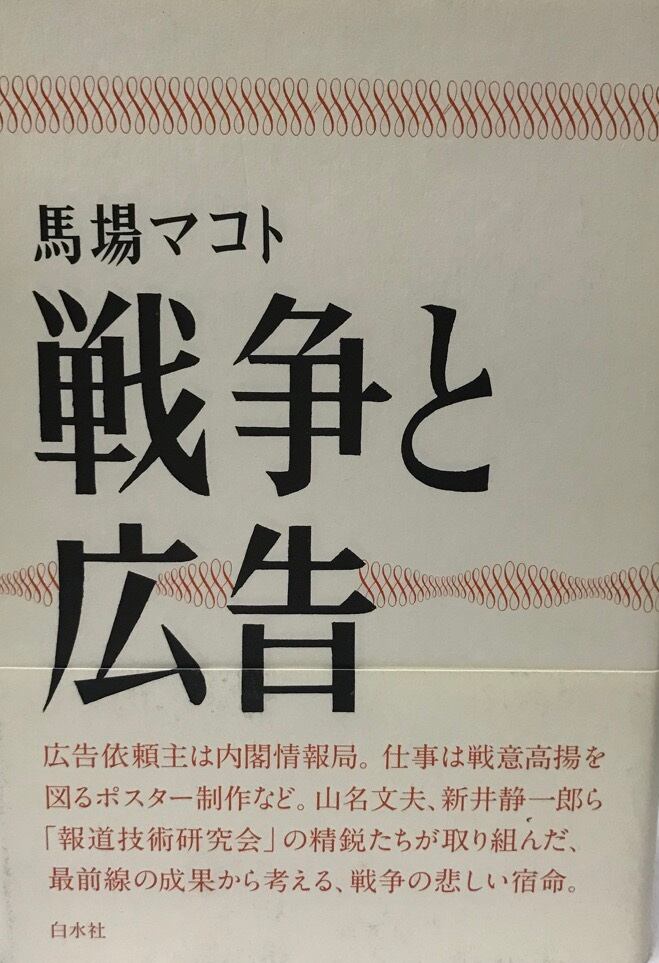 馬場マコト
戦争と
広告
広告依頼主は内閣情報局。仕事は戦意高揚を
図るポスター制作など。山名文夫、新井静一郎ら
「報道技術研究会」の精鋭たちが取り組んだ、
最前線の成果から考える、戦争の悲しい宿命。
白水社